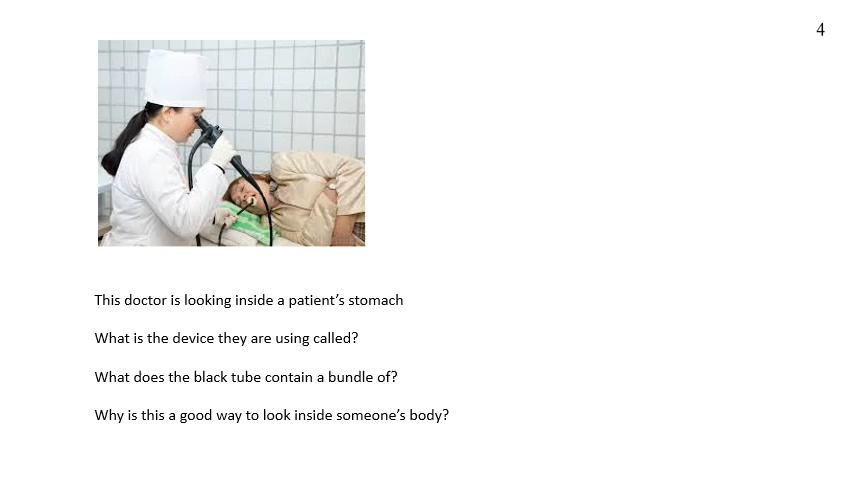 4
This doctor is looking inside a patient’s stomach
What is the device they are using called?
What does the black tube contain a bundle of?
Why is this a good way to look inside someone’s body?